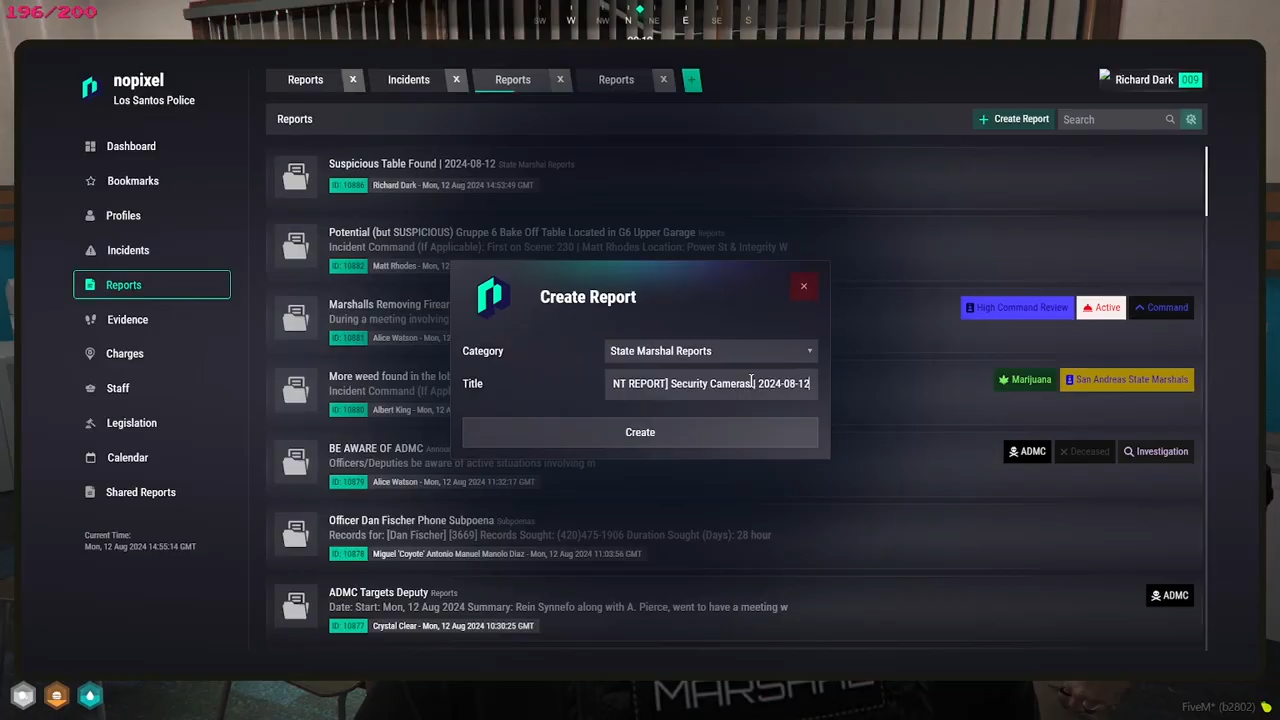 196/200
SW W NW N NE E SE S
nopixel
Los Santos Police
Reports x Incidents x Reports x Reports x +
Richard Dark 009
Dashboard
Bookmarks
Profiles
Incidents
Reports
Evidence
Charges
Staff
Legislation
Calendar
Shared Reports
Current Time:
Mon, 12 Aug 2024 14:55:14 GMT
Reports
+ Create Report
Search
Suspicious Table Found | 2024-08-12 State Marshal Reports
ID: 10886 Richard Dark - Mon, 12 Aug 2024 14:53:49 GMT
Potential (but SUSPICIOUS) Gruppe 6 Bake Off Table Located in G6 Upper Garage Reports
Incident Command (If Applicable): First on Scene: 230 | Matt Rhodes Location: Power St & Integrity W
ID: 10882 Matt Rhodes - Mon, 12
Marshalls Removing Firear
During a meeting involving
ID: 10881 Alice Watson - Mon, 12
High Command Review Active Command
More weed found in the lob
Incident Command (If Applic
ID: 10880 Albert King - Mon, 12
Marijuana San Andreas State Marshals
BE AWARE OF ADMC Annou
Officers/Deputies be aware of active situations involving m
ID: 10879 Alice Watson - Mon, 12 Aug 2024 11:32:17 GMT
ADMC Deceased Investigation
Officer Dan Fischer Phone Subpoena Subpoenas
Records for: [Dan Fischer] [3669] Records Sought: (420)475-1906 Duration Sought (Days): 28 hour
ID: 10878 Miguel 'Coyote' Antonio Manuel Manolo Diaz - Mon, 12 Aug 2024 11:03:56 GMT
ADMC Targets Deputy Reports
Date: Start: Mon, 12 Aug 2024 Summary: Rein Synnefo along with A. Pierce, went to have a meeting w
ID: 10877 Crystal Clear - Mon, 12 Aug 2024 10:30:25 GMT
ADMC
Create Report
×
Category
State Marshal Reports
Title
NT REPORT] Security Cameras | 2024-08-12
Create
MARSHAL
FiveM* (b2802)